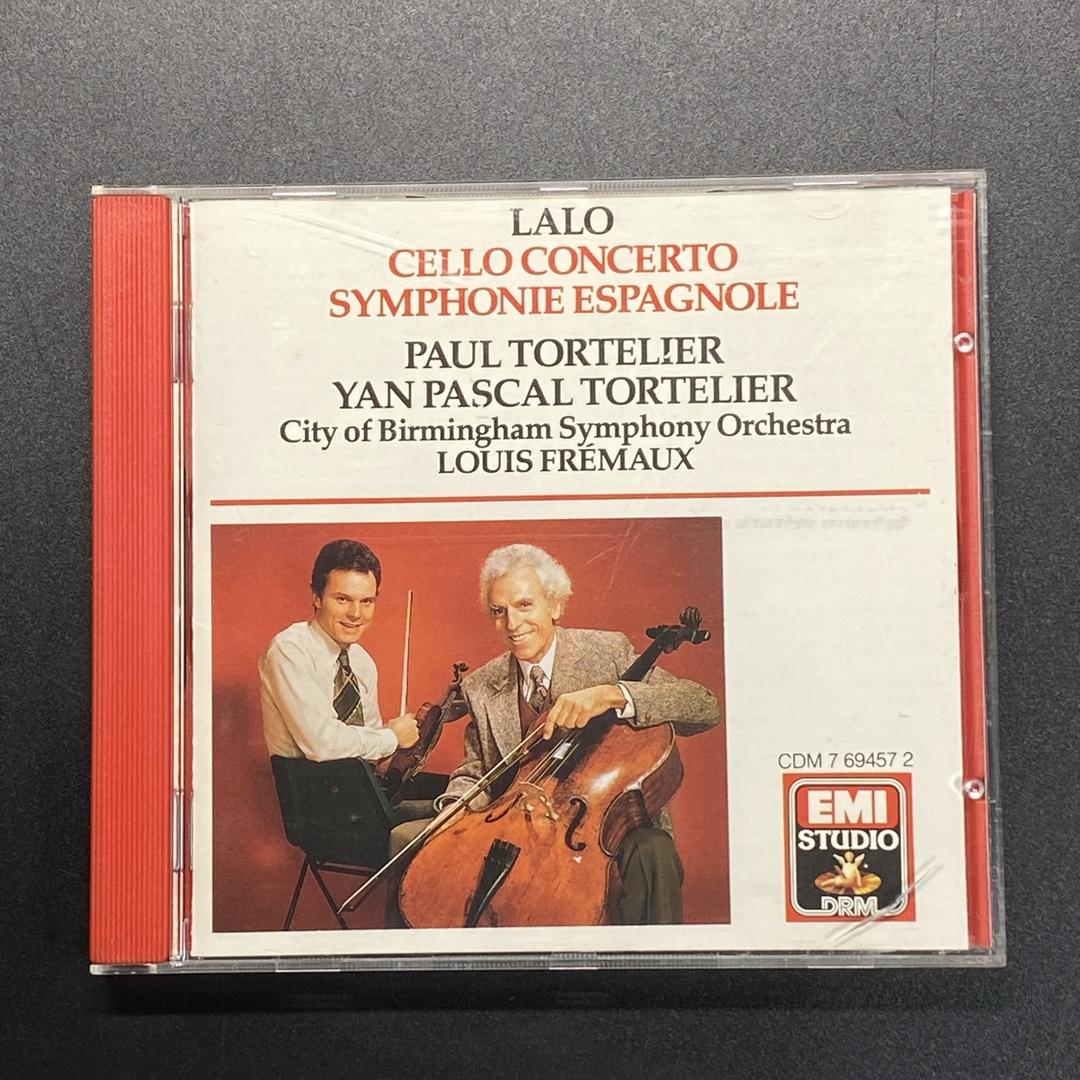 LALO
CELLO CONCERTO
SYMPHONIE ESPAGNOLE
PAUL TORTELIER
YAN PASCAL TORTELIER
City of Birmingham Symphony Orchestra
LOUIS FRÉMAUX
CDM 7 69457 2
EMI
STUDIO
DRM